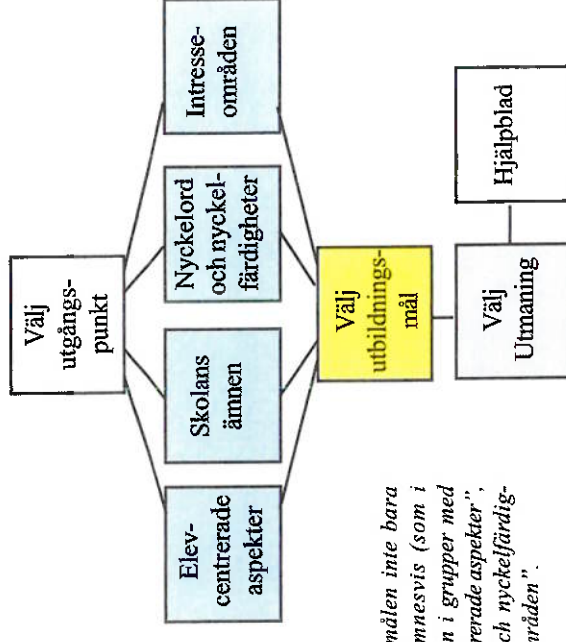 Välj
utgångs-
punkt
Elev-
centrerade
aspekter
Skolans
ämnen
Nyckelord
och nyckel-
färdigheter
Intresse-
områden
Välj
utbildnings-
mål
Välj
Utmaning
Hjälpblad
målen inte bara
mnesvis (som i
n i grupper med
rerade aspekter",
ch nyckelfärdig-
råden".